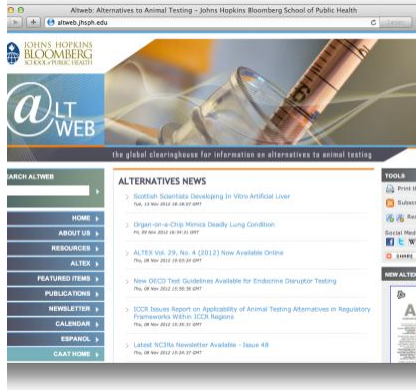 Altweb: Alternatives to Animal Testing – Johns Hopkins Bloomberg School of Public Health
altweb.jhsph.edu
JOHNS HOPKINS
BLOOMBERG
SCHOOL of PUBLIC HEALTH
@LT
WEB
the global clearinghouse for information on alternatives to animal testing
EARCH ALTWEB
HOME
ABOUT US
RESOURCES
ALTEX
FEATURED ITEMS
PUBLICATIONS
NEWSLETTER
CALENDAR
ESPANOL
CAAT HOME
ALTERNATIVES NEWS
Scottish Scientists Developing In Vitro Artificial Liver
Organ-on-a-Chip Mimics Deadly Lung Condition
ALTEX Vol. 29, No. 4 (2012) Now Available Online
New OECD Test Guidelines Available for Endocrine Disruptor Testing
ICCR Issues Report on Applicability of Animal Testing Alternatives in Regulatory
Frameworks Within ICCR Regions
Latest NC3Rs Newsletter Available - Issue 48
TOOLS
Print t
Subsc
Rec
Social Med
SHARE
NEW ALTEX